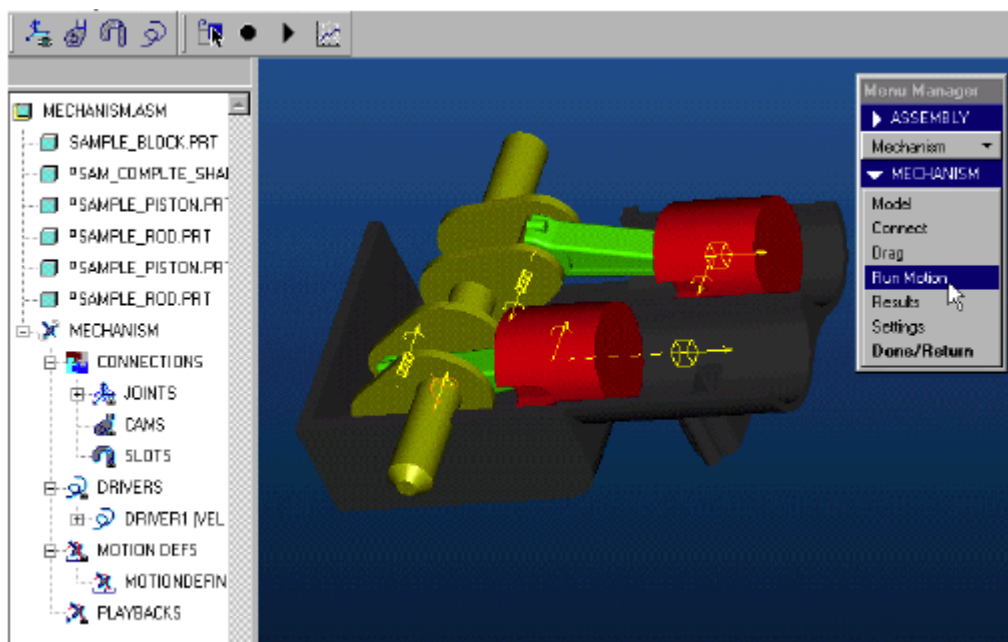 MECHANISM.ASM
SAMPLE_BLOCK.PRT
SAM_COMPLTE_SHA
SAMPLE_PISTON.PRT
SAMPLE_ROD.PRT
SAMPLE_PISTON.PRT
SAMPLE_ROD.PRT
MECHANISM
CONNECTIONS
JOINTS
CAMS
SLOTS
DRIVERS
DRIVER1 (VEL
MOTION DEFS
MOTIONDEFIN
PLAYBACKS
Menu Manager
ASSEMBLY
Mechanism
MECHANISM
Model
Connect
Drag
Run Motion
Results
Settings
Done/Return